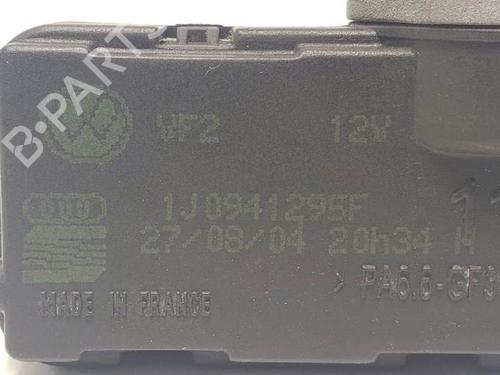 B-PARTS
VF2 12V
1J0941295F
27/08/04 20h34 M
>PA6.6-GF3
MADE IN FRANCE